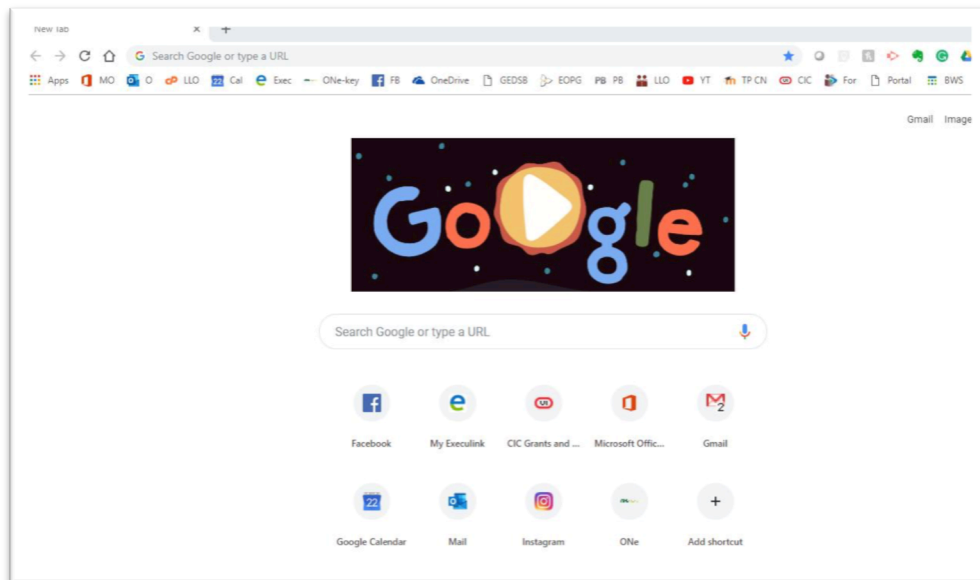 New Tab
Search Google or type a URL
Apps MO O LLO 22 Cal Exec ONe-key FB OneDrive GEDSB EOPG PB PB LLO YT TP CN CIC For Portal BWS
Gmail Image
Google
Search Google or type a URL
Facebook My Execulink CIC Grants and ... Microsoft Offic... 2 Gmail
22
Google Calendar Mail Instagram ONe Add shortcut